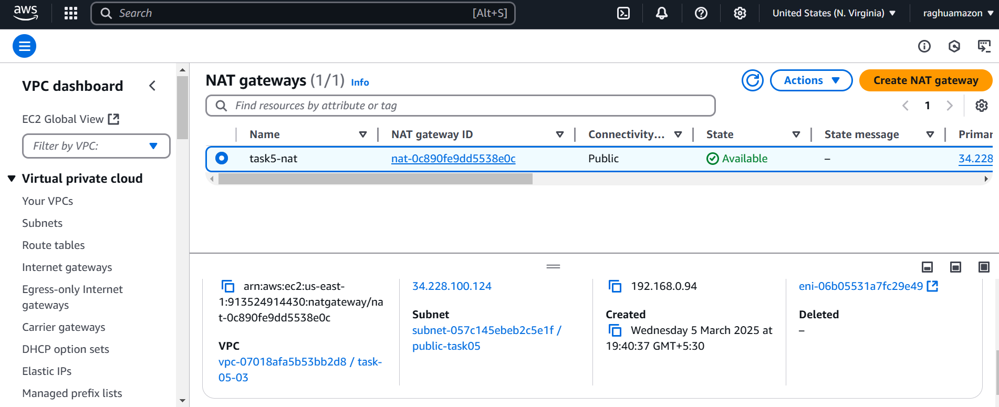 aws
Search
[Alt+S]
United States (N. Virginia)
raghuamazon
VPC dashboard
EC2 Global View
Filter by VPC:
Virtual private cloud
Your VPCs
Subnets
Route tables
Internet gateways
Egress-only Internet
gateways
Carrier gateways
DHCP option sets
Elastic IPs
Managed prefix lists
NAT gateways (1/1) Info
Actions
Create NAT gateway
Find resources by attribute or tag
1
Name NAT gateway ID Connectivity... State State message Primar
task5-nat nat-0c890fe9dd5538e0c Public Available – 34.228
arn:aws:ec2:us-east-
1:913524914430:natgateway/na
t-0c890fe9dd5538e0c
VPC
vpc-07018afa5b53bb2d8 / task-
05-03
34.228.100.124
Subnet
subnet-057c145ebeb2c5e1f /
public-task05
192.168.0.94
Created
Wednesday 5 March 2025 at
19:40:37 GMT+5:30
eni-06b05531a7fc29e49
Deleted
–